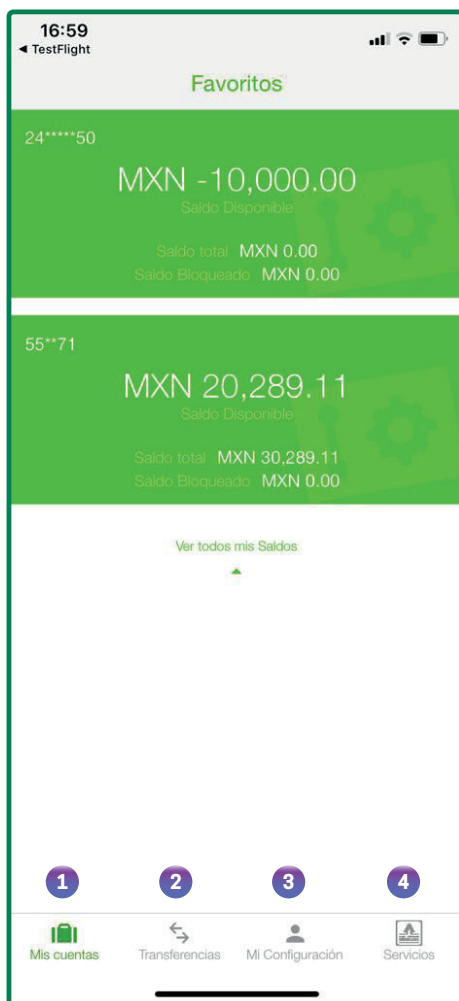 16:59
◄ TestFlight
Favoritos
24*****50
MXN -10,000.00
Saldo Disponible
Saldo total MXN 0.00
Saldo Bloqueado MXN 0.00
55**71
MXN 20,289.11
Saldo Disponible
Saldo total MXN 30,289.11
Saldo Bloqueado MXN 0.00
Ver todos mis Saldos
1 2 3 4
Mis cuentas Transferencias Mi Configuración Servicios